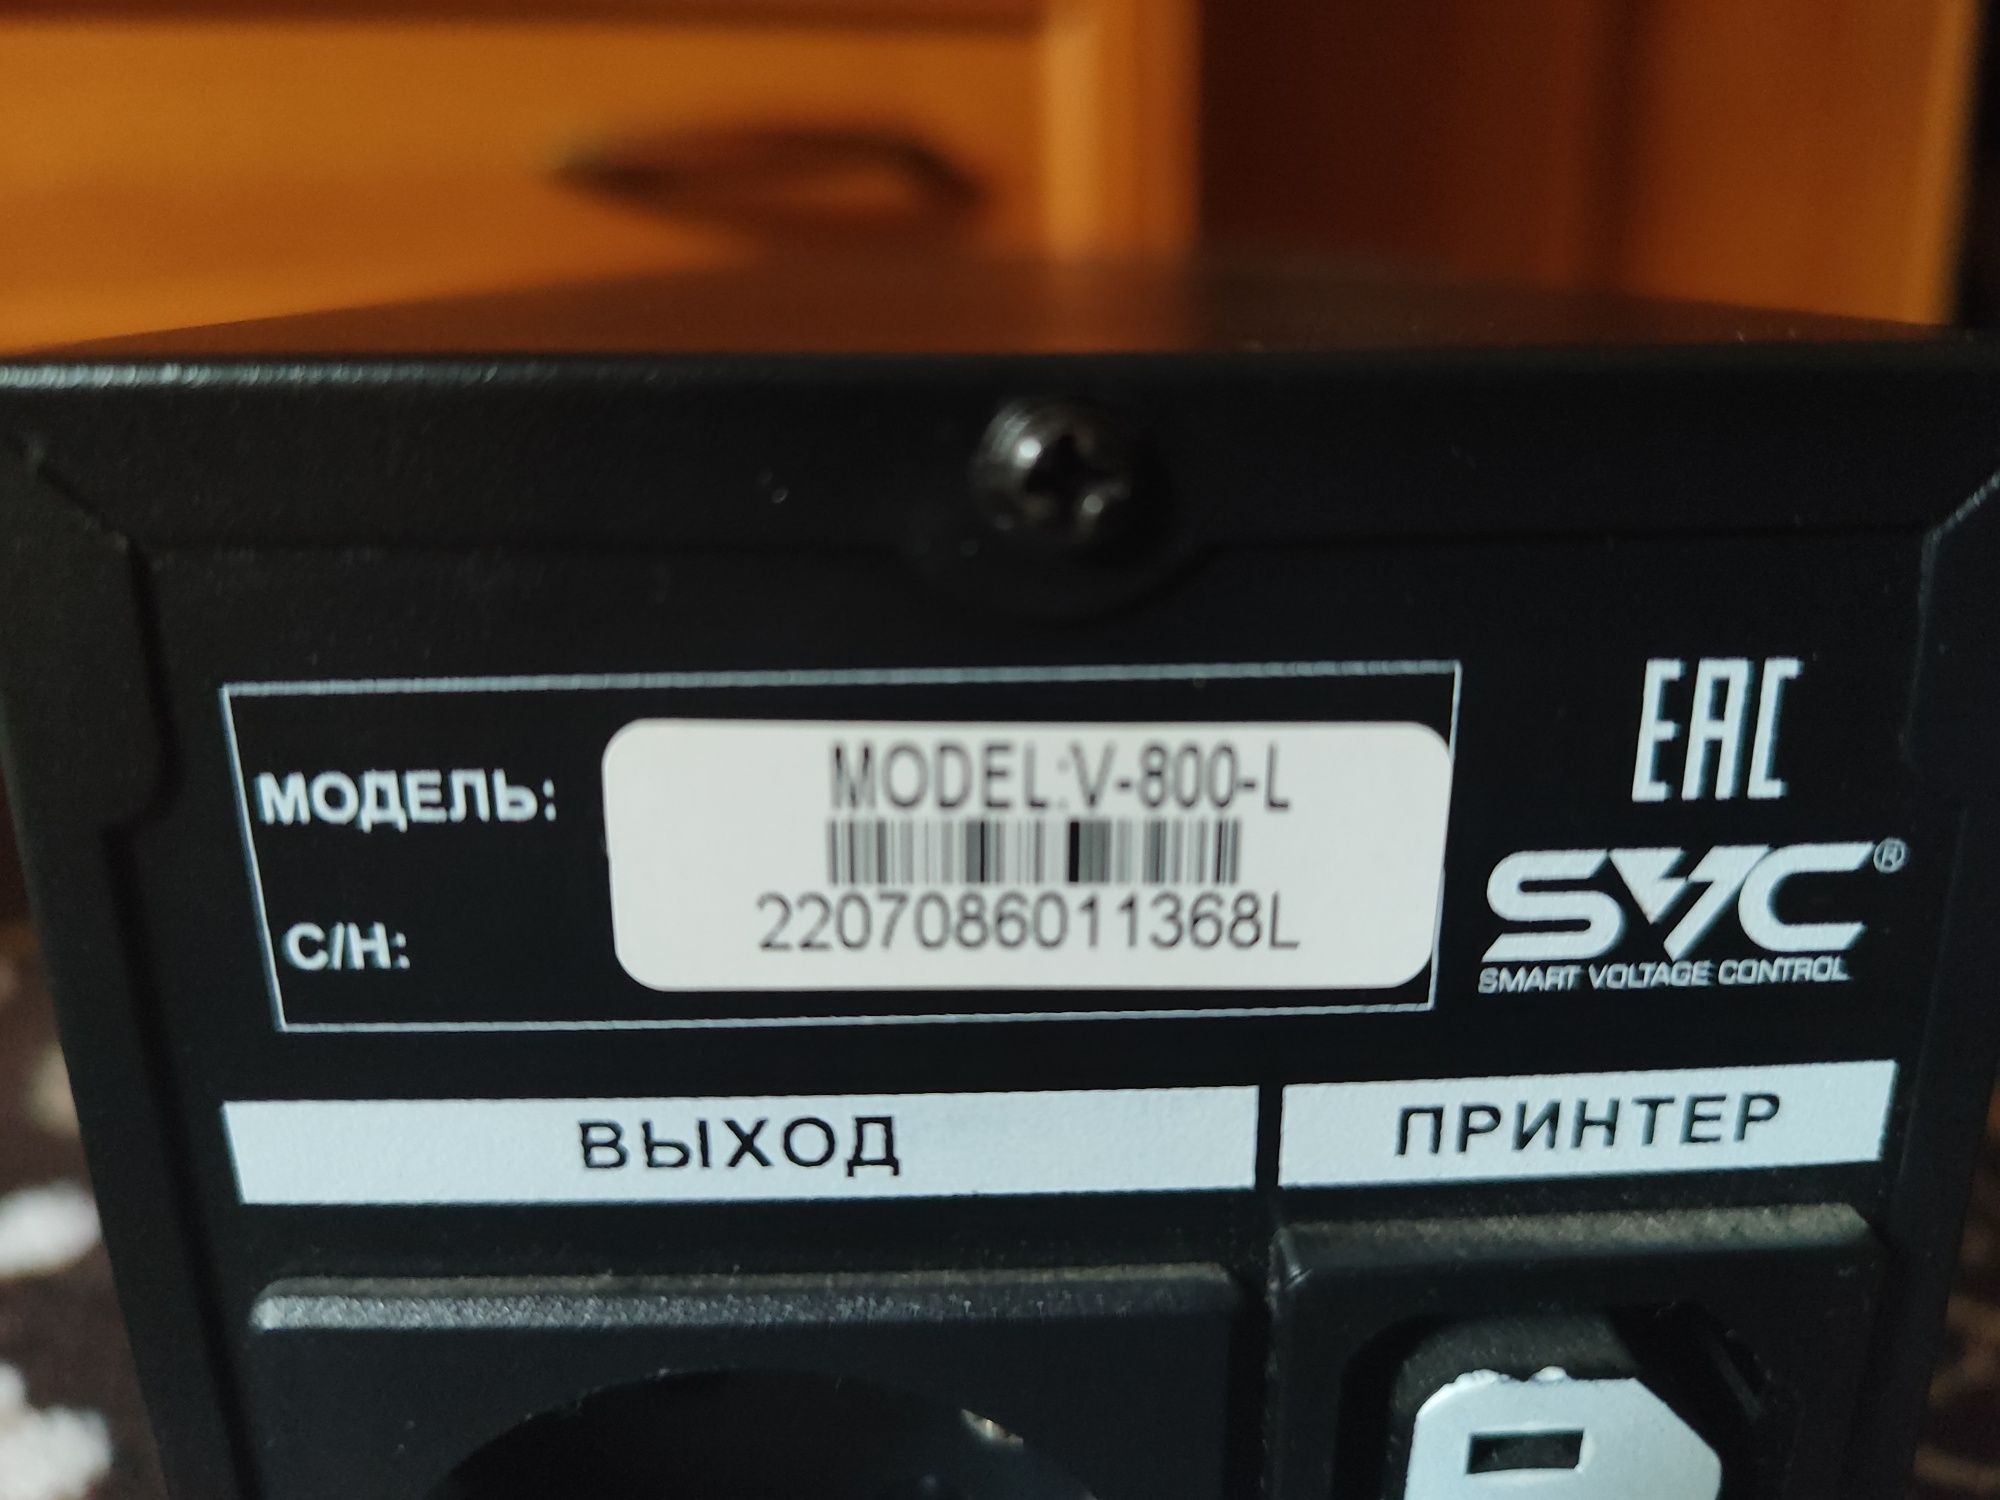 МОДЕЛЬ:
MODEL:V-800-L
С/Н:
2207086011368L
EAC
SVC®
SMART VOLTAGE CONTROL
ВЫХОД
ПРИНТЕР